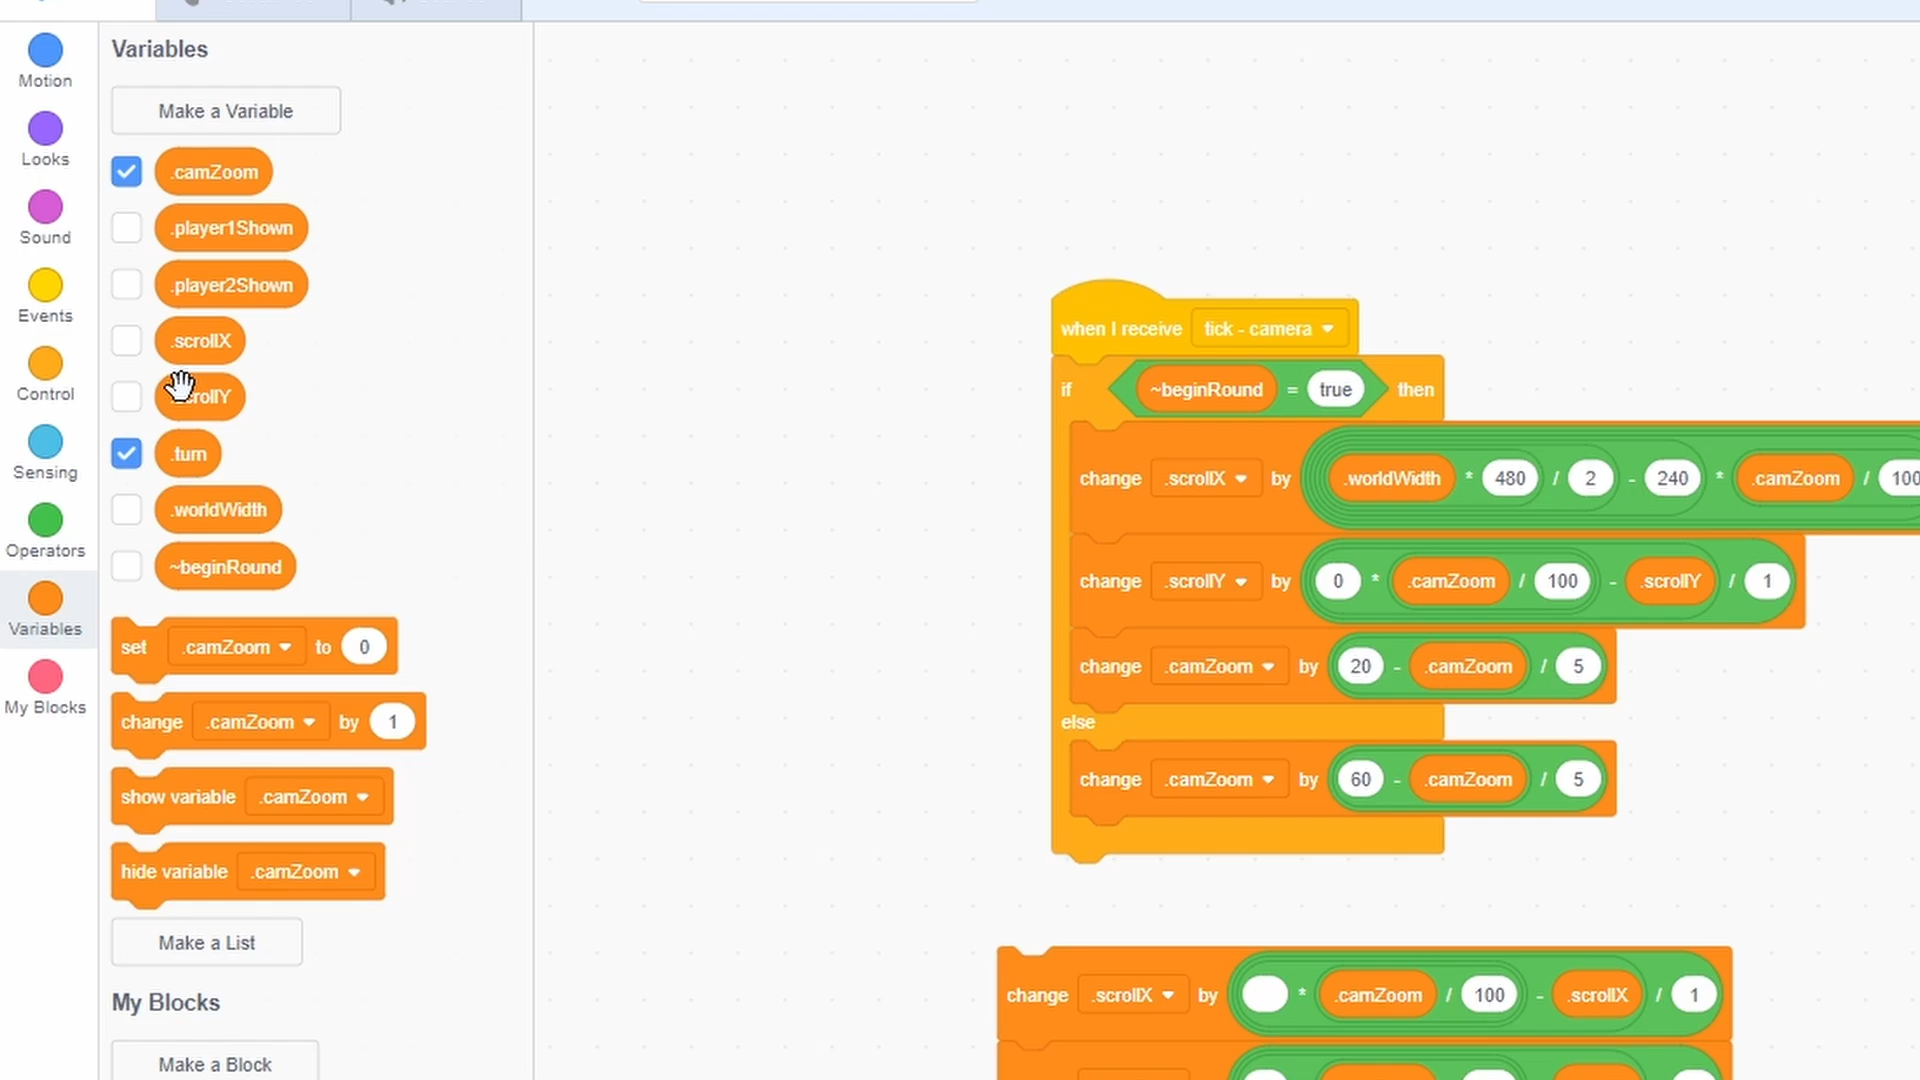 Variables
Make a Variable
.camZoom
.player1Shown
.player2Shown
.scrollX
.turn
.worldWidth
~beginRound
set .camZoom to 0
change .camZoom by 1
show variable .camZoom
hide variable .camZoom
Make a List
My Blocks
Make a Block
Motion
Looks
Sound
Events
Control
Sensing
Operators
Variables
My Blocks
when I receive tick - camera
if ~beginRound = true then
change .scrollX by .worldWidth * 480 / 2 - 240 * .camZoom / 100
change .scrollY by 0 * .camZoom / 100 - .scrollY / 1
change .camZoom by 20 - .camZoom / 5
else
change .camZoom by 60 - .camZoom / 5
change .scrollX by * .camZoom / 100 - .scrollX / 1